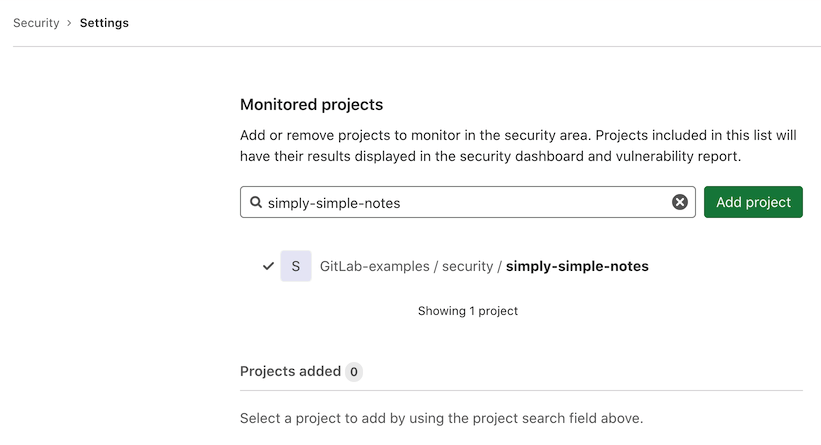 Security > Settings
Monitored projects
Add or remove projects to monitor in the security area. Projects included in this list will
have their results displayed in the security dashboard and vulnerability report.
simply-simple-notes
Add project
S GitLab-examples / security / simply-simple-notes
Showing 1 project
Projects added 0
Select a project to add by using the project search field above.